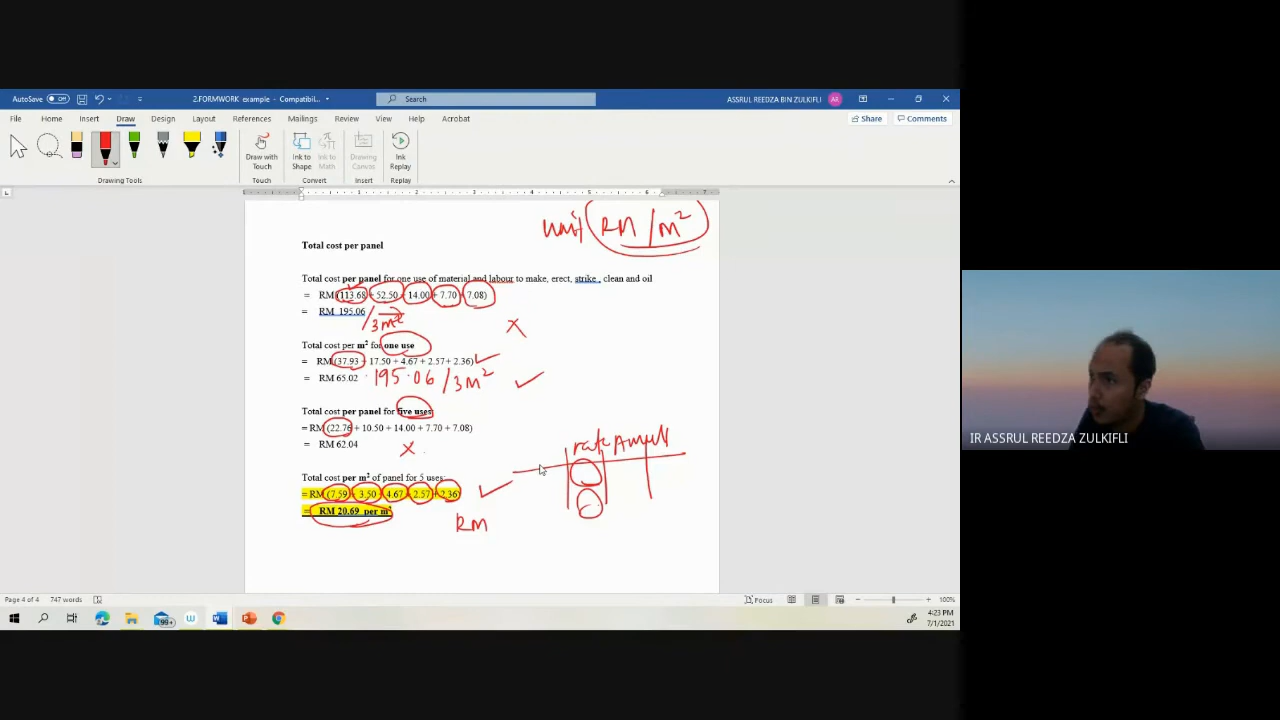 AutoSave Off 2.FORMWORK example - Compatibil... Search ASSRUL REEDZA BIN ZULKIFLI AR
File Home Insert Draw Design Layout References Mailings Review View Help Acrobat Share Comments
Draw with Touch Ink to Shape Ink to Math Drawing Canvas Ink Replay
Drawing Tools Touch Convert Insert Replay
unit RM/m²
Total cost per panel
Total cost per panel for one use of material and labour to make, erect, strike , clean and oil
= RM (113.68 + 52.50 + 14.00 + 7.70 + 7.08)
= RM 195.06
/3m²
X
Total cost per m² for one use
= RM (37.93 + 17.50 + 4.67 + 2.57 + 2.36)
= RM 65.02 195.06/3m²
Total cost per panel for five uses:
= RM (22.76 + 10.50 + 14.00 + 7.70 + 7.08)
= RM 62.04 X
rate
Total cost per m² of panel for 5 uses:
= RM (7.59 + 3.50 + 4.67 + 2.57 + 2.36)
= RM 20.69 per m²
RM
IR ASSRUL REEDZA ZULKIFLI
Page 4 of 4 747 words Focus 100%
99+ 4:23 PM
7/1/2021